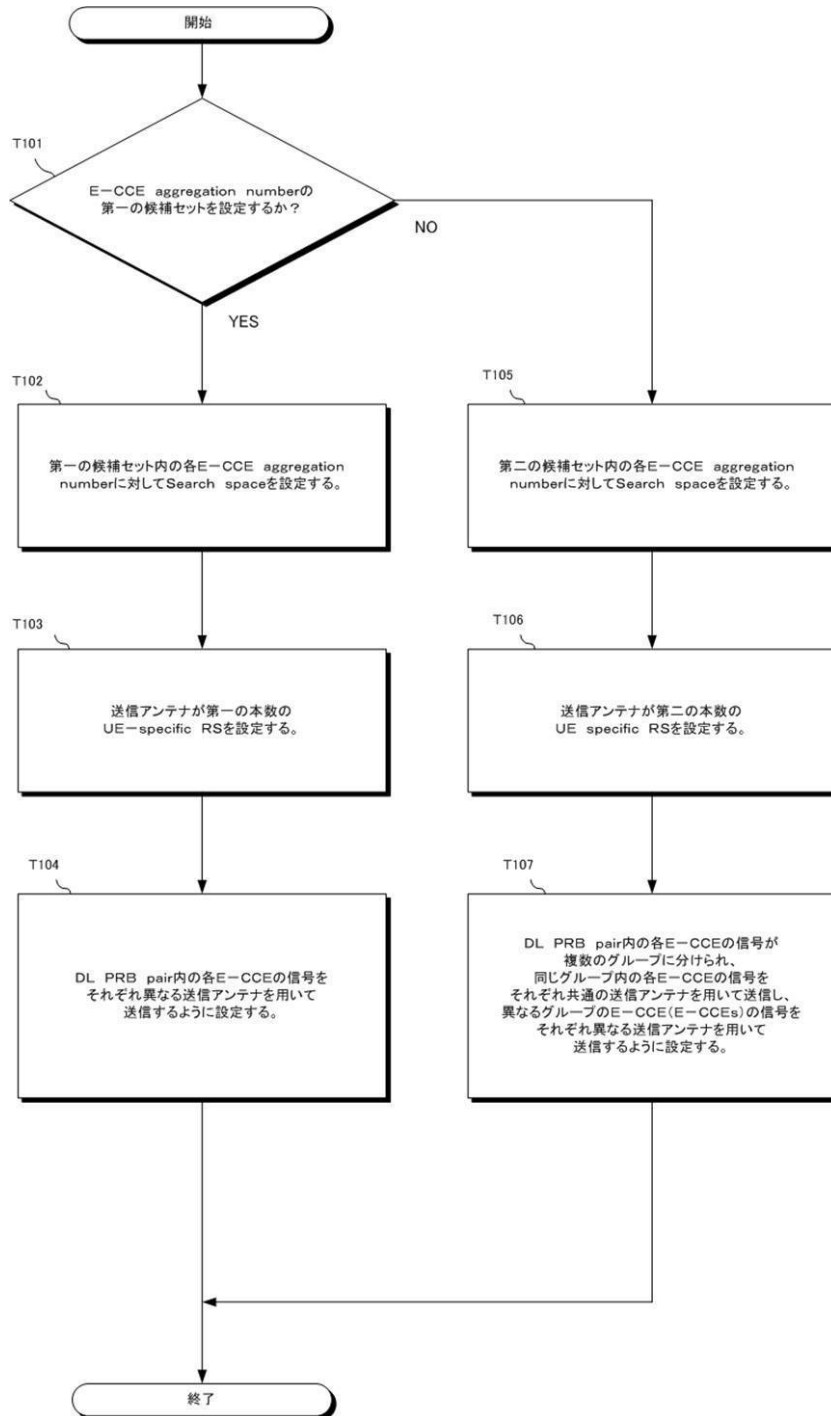 開始
T101
E－CCE aggregation numberの
第一の候補セットを設定するか？
NO
YES
T102
第一の候補セット内の各E－CCE aggregation
numberに対してSearch spaceを設定する。
T105
第二の候補セット内の各E－CCE aggregation
numberに対してSearch spaceを設定する。
T103
送信アンテナが第一の本数の
UE－specific RSを設定する。
T106
送信アンテナが第二の本数の
UE specific RSを設定する。
T104
DL PRB pair内の各E－CCEの信号を
それぞれ異なる送信アンテナを用いて
送信するように設定する。
T107
DL PRB pair内の各E－CCEの信号が
複数のグループに分けられ、
同じグループ内の各E－CCEの信号を
それぞれ共通の送信アンテナを用いて送信し、
異なるグループのE－CCE（E－CCEs）の信号を
それぞれ異なる送信アンテナを用いて
送信するように設定する。
終了